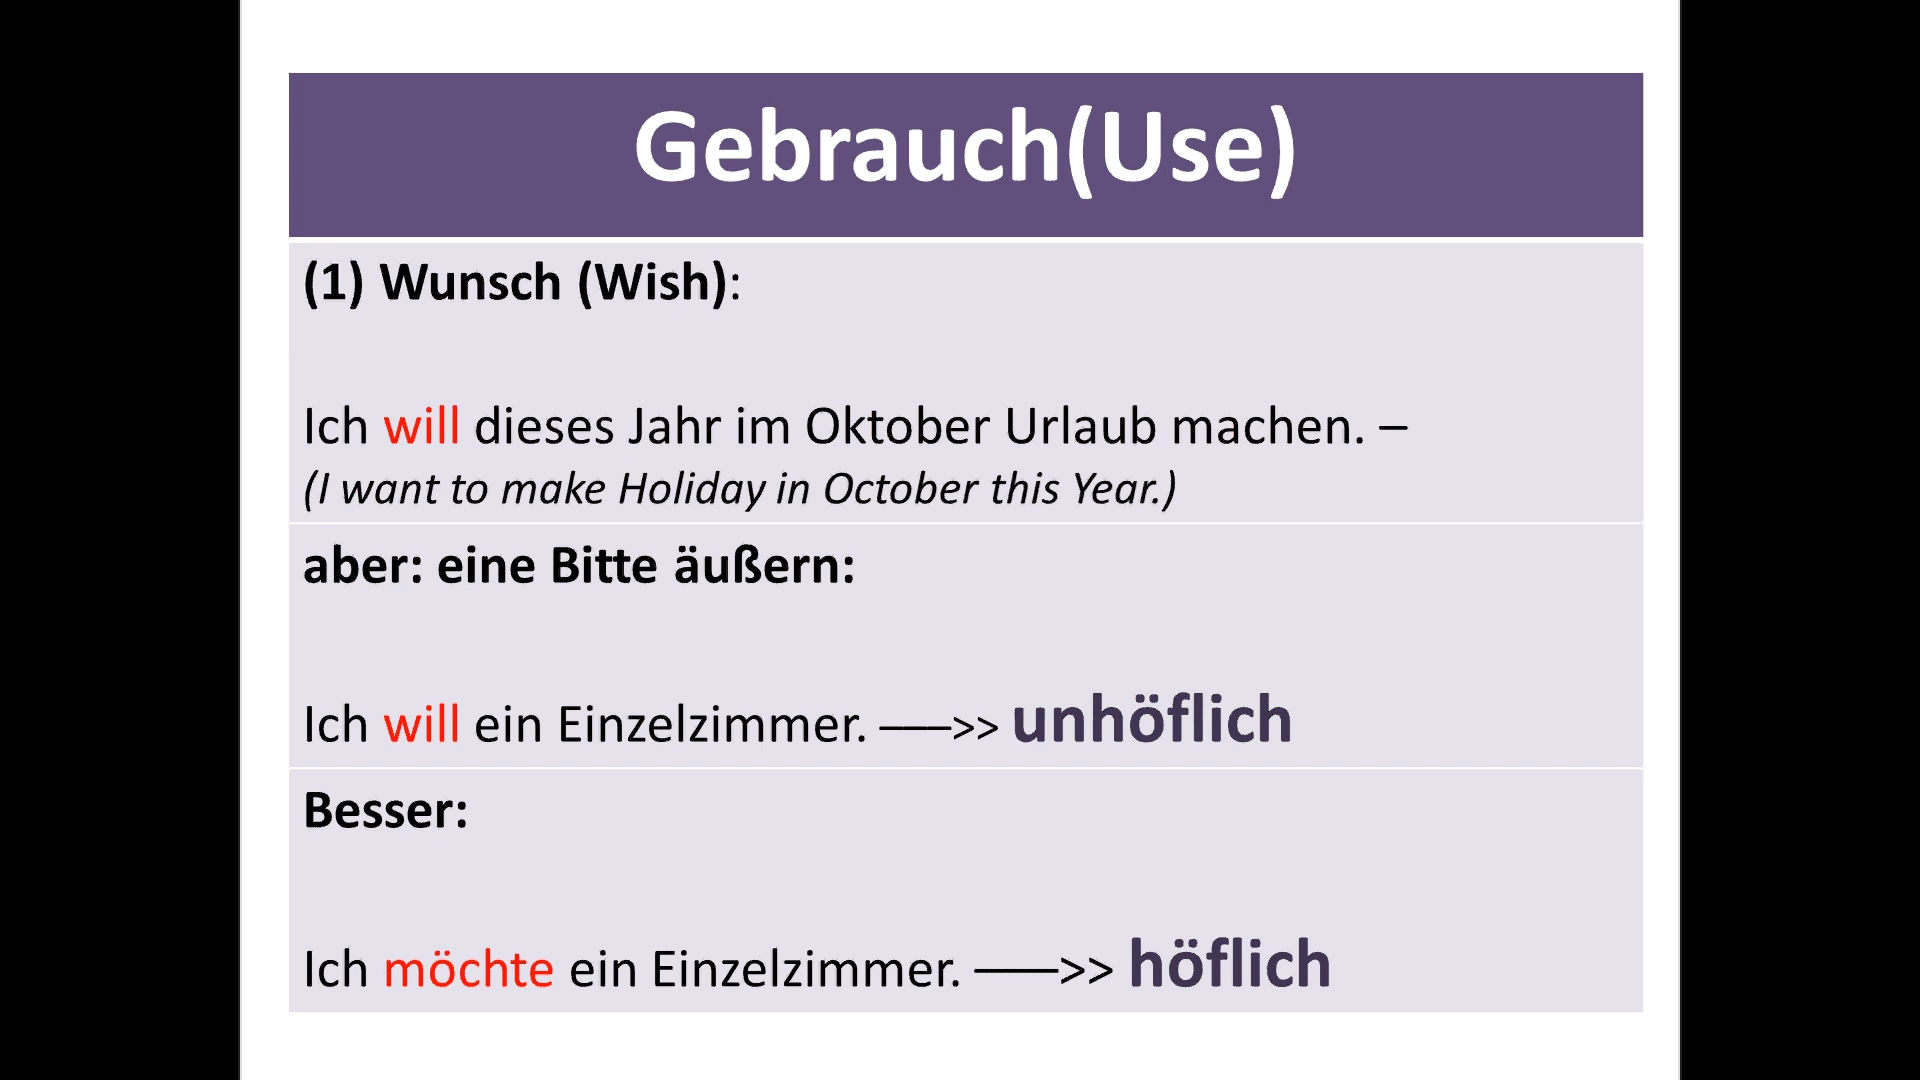 Gebrauch(Use)
(1) Wunsch (Wish):
Ich will dieses Jahr im Oktober Urlaub machen. –
(I want to make Holiday in October this Year.)
aber: eine Bitte äußern:
Ich will ein Einzelzimmer. –––>> unhöflich
Besser:
Ich möchte ein Einzelzimmer. –––>> höflich